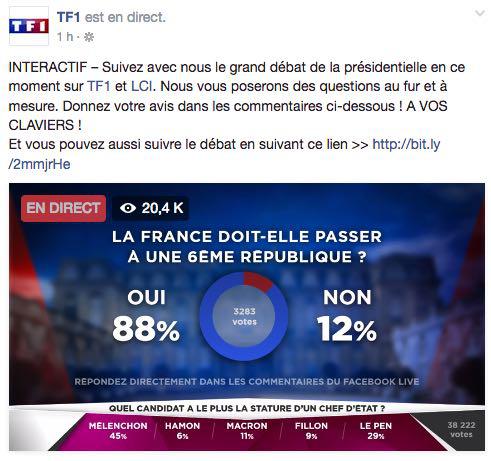 TF1
TF1 est en direct.
1 h ·
INTERACTIF – Suivez avec nous le grand débat de la présidentielle en ce
moment sur TF1 et LCI. Nous vous poserons des questions au fur et à
mesure. Donnez votre avis dans les commentaires ci-dessous ! A VOS
CLAVIERS !
Et vous pouvez aussi suivre le débat en suivant ce lien >> http://bit.ly
/2mmjrHe
EN DIRECT 20,4 K
LA FRANCE DOIT-ELLE PASSER
À UNE 6ÈME RÉPUBLIQUE ?
OUI
88%
3283
votes
NON
12%
RÉPONDEZ DIRECTEMENT DANS LES COMMENTAIRES DU FACEBOOK LIVE
QUEL CANDIDAT A LE PLUS LA STATURE D'UN CHEF D'ETAT ?
MÉLENCHON HAMON MACRON FILLON LE PEN
45% 6% 11% 9% 29%
38 222
votes